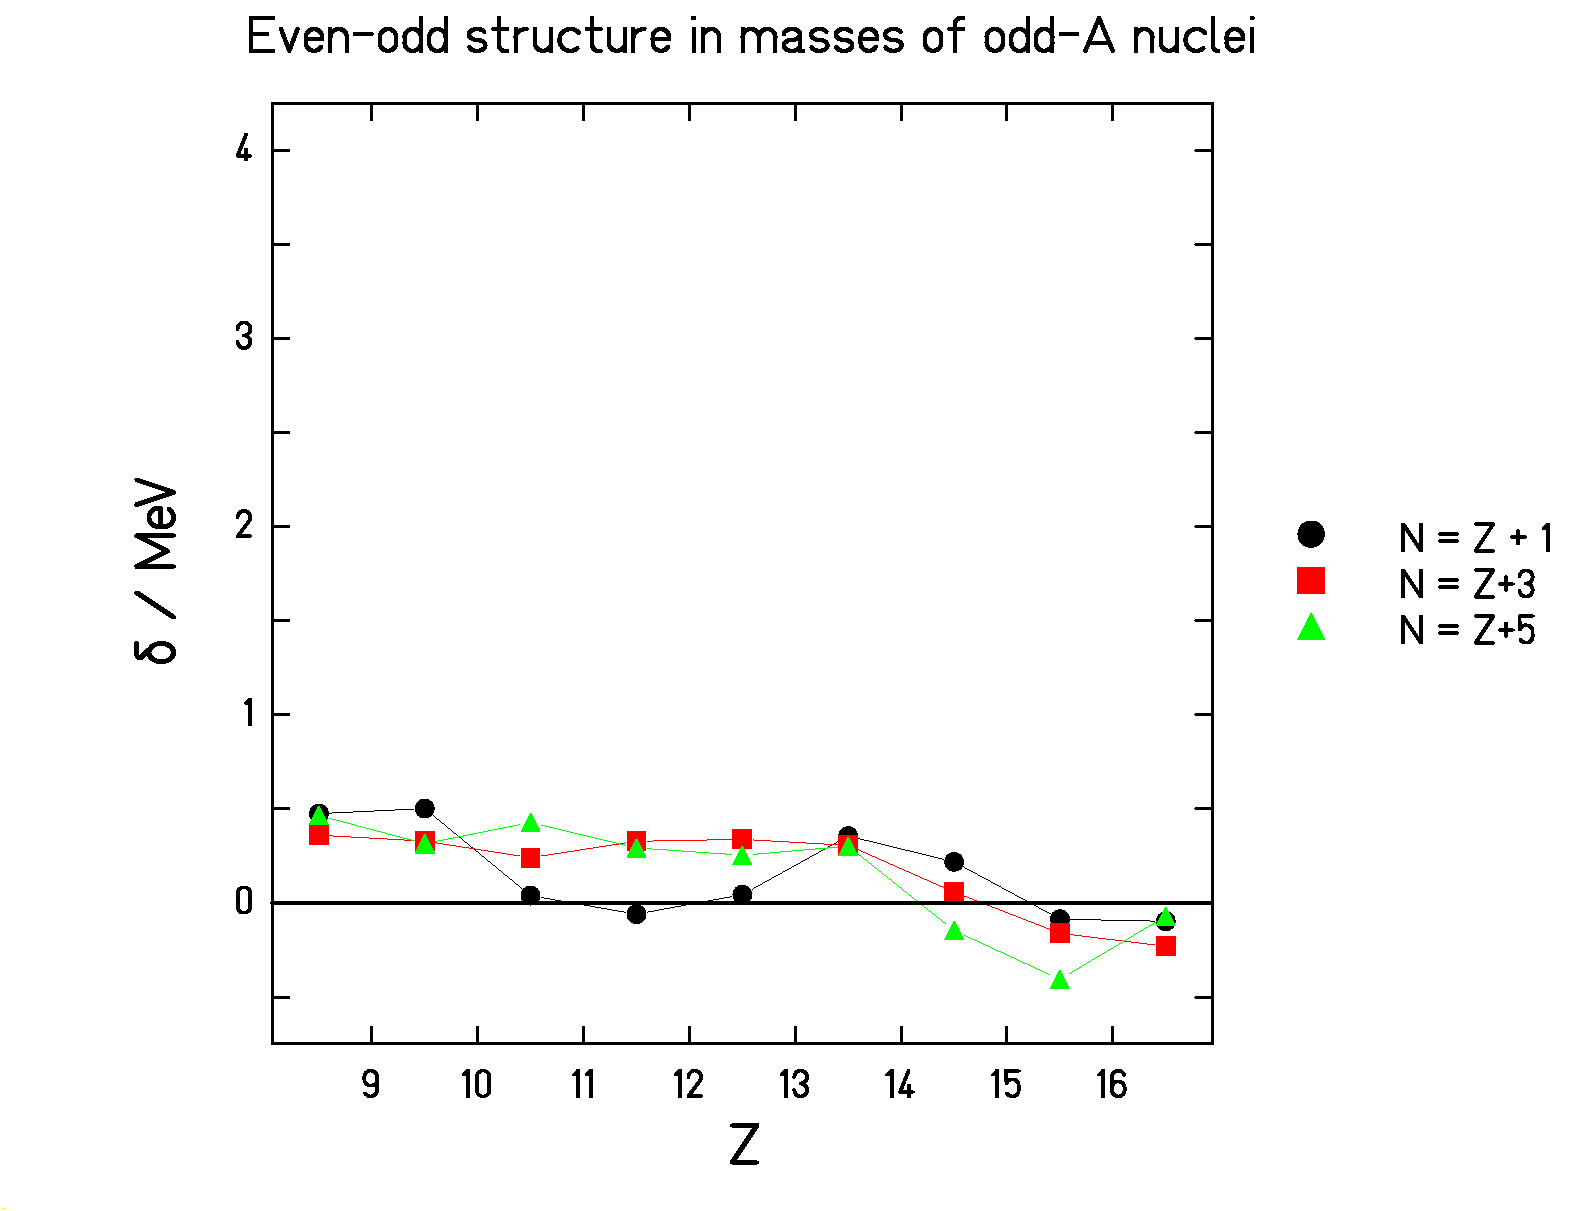 Even-odd structure in masses of odd-A nuclei
4
3
2
1
0
δ / MeV
9 10 11 12 13 14 15 16
Z
N = Z + 1
N = Z+3
N = Z+5